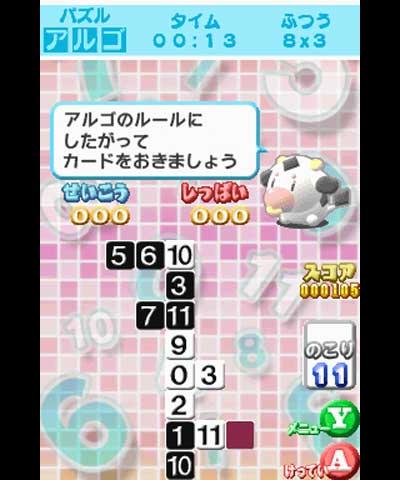 パズル タイム ふつう
アルゴ 00:13 8x3
アルゴのルールに
したがって
カードをおきましょう
せいこう しっぱい
000 000
5 6 10
スコア
3
000105
7 11
のこり
9
11
0 3
2
Y
メニュー
1 11
A
けってい
10